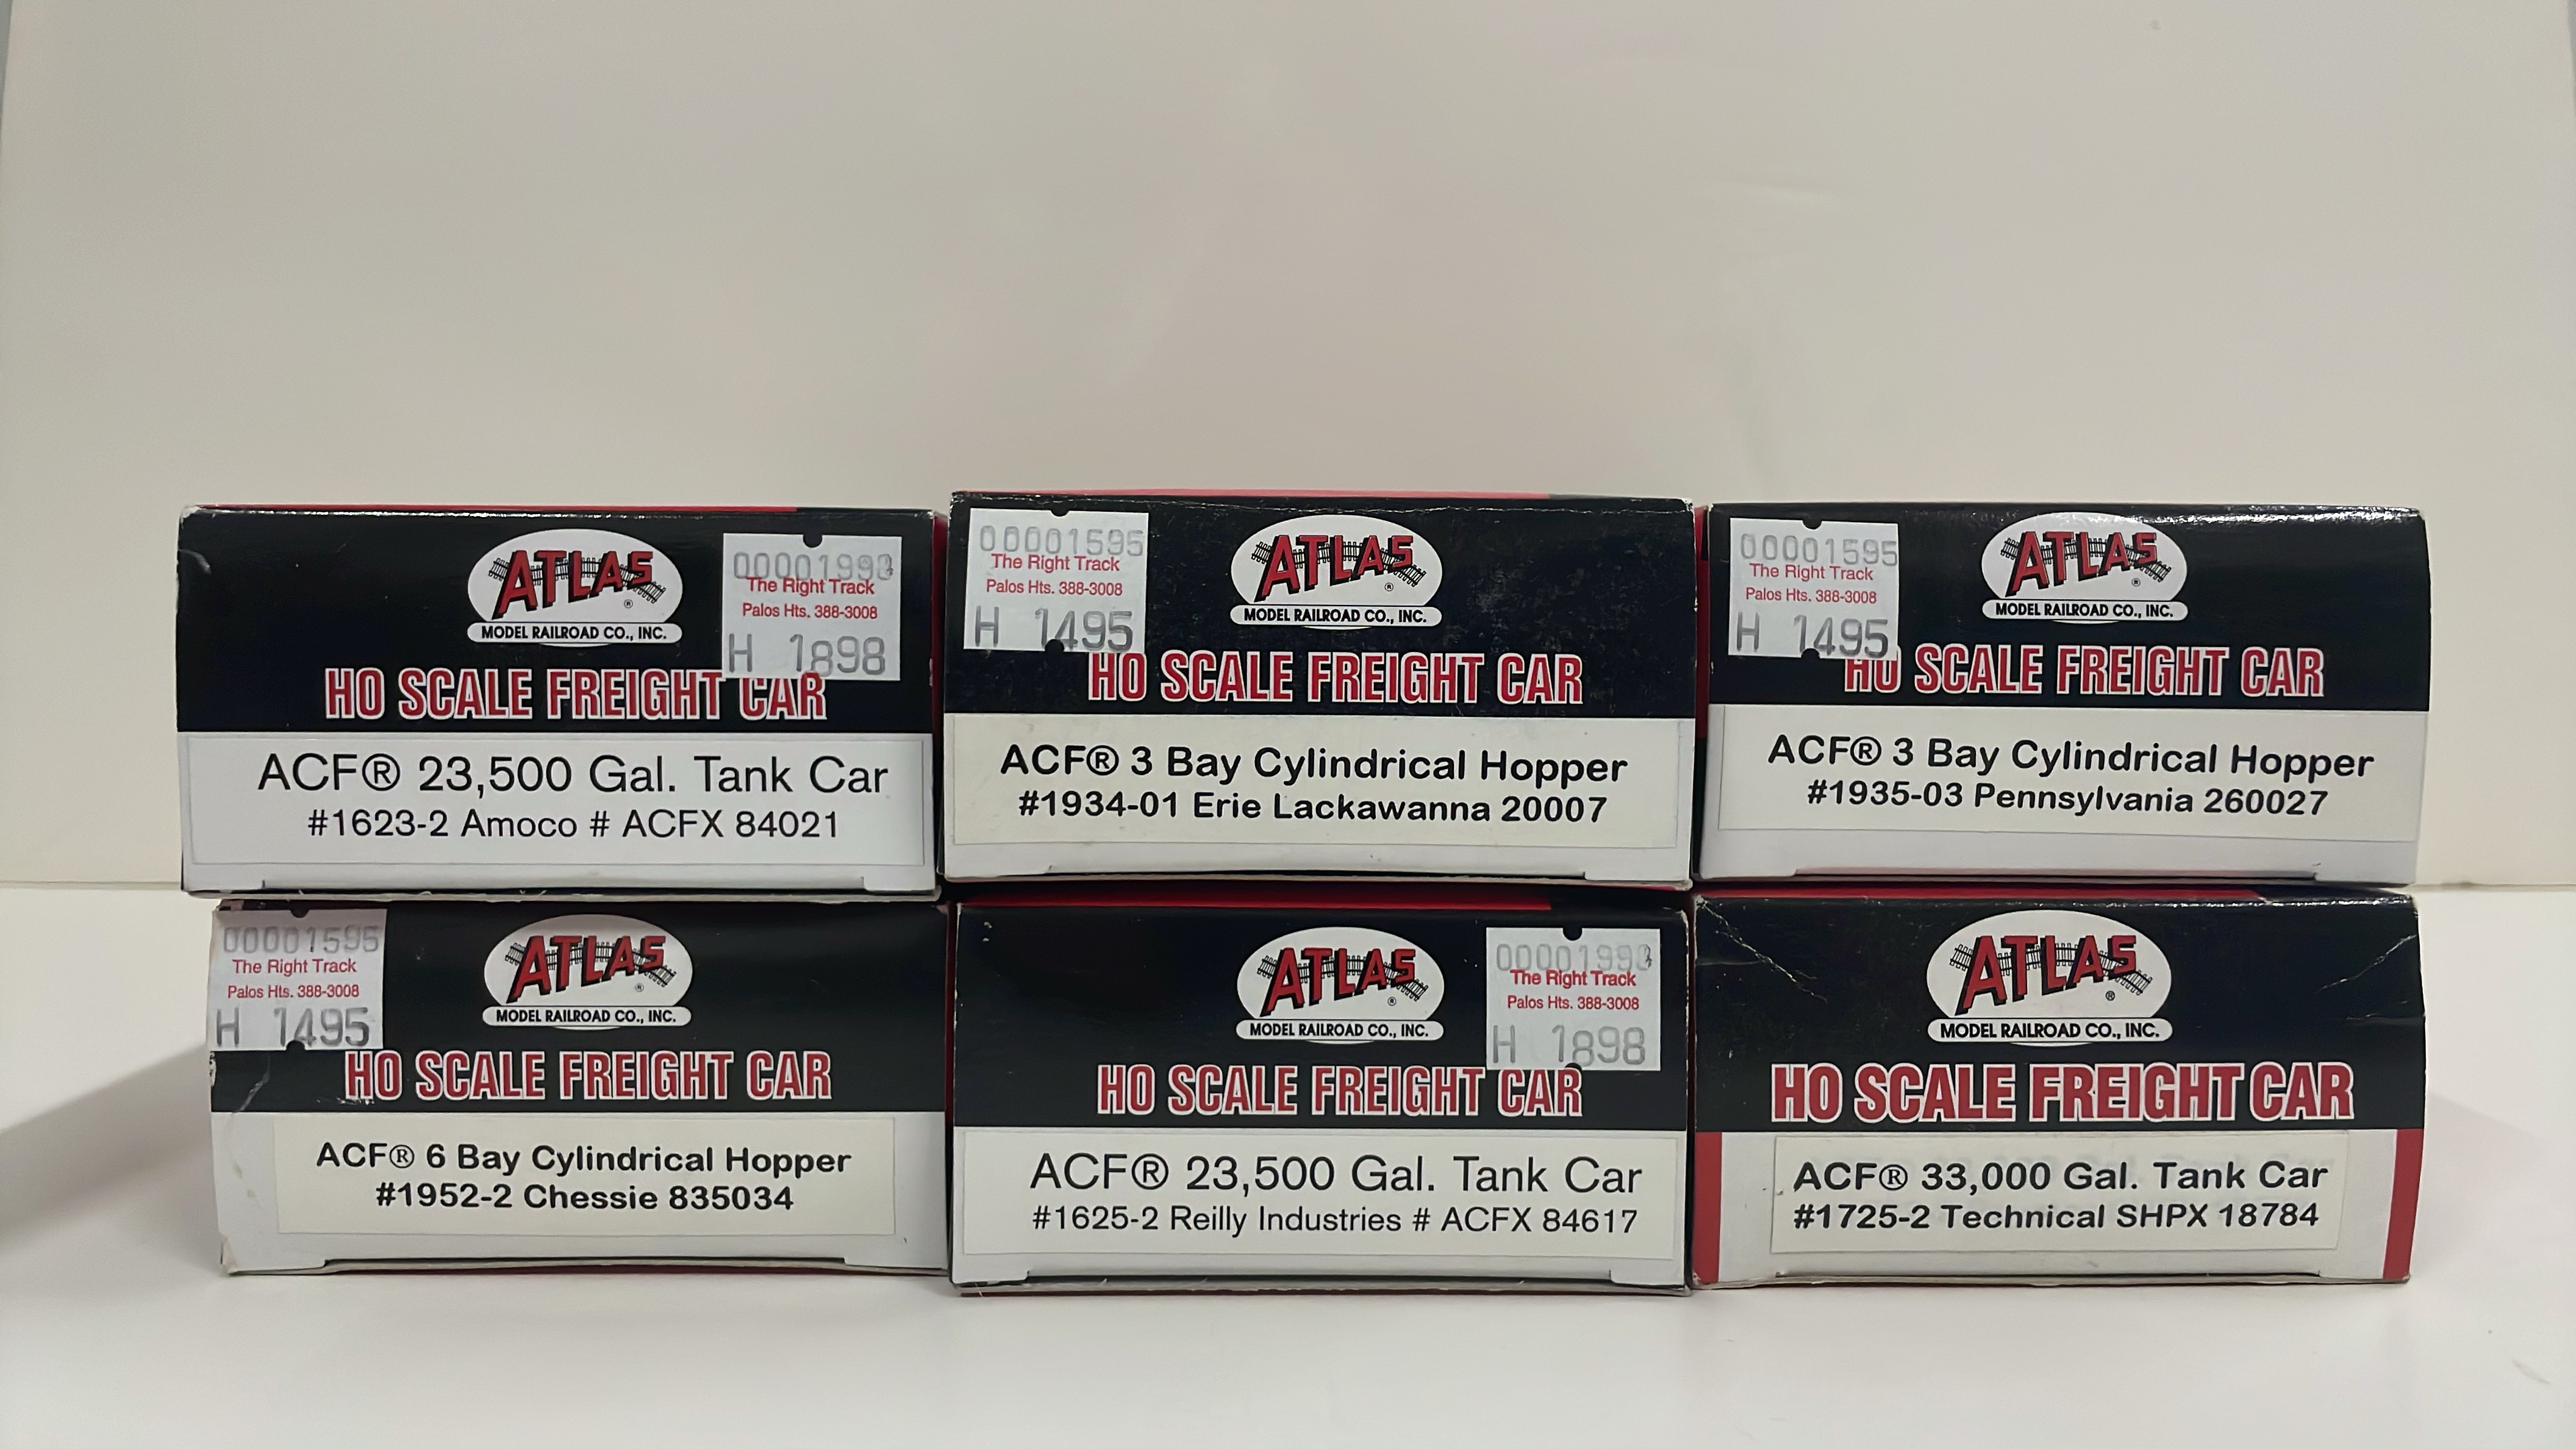 ATLAS®
MODEL RAILROAD CO., INC.
The Right Track
Palos Hts. 388-3008
H 1898
HO SCALE FREIGHT CAR
ACF® 23,500 Gal. Tank Car
#1623-2 Amoco # ACFX 84021
00001595
The Right Track
Palos Hts. 388-3008
H 1495
ATLAS®
MODEL RAILROAD CO., INC.
HO SCALE FREIGHT CAR
ACF® 3 Bay Cylindrical Hopper
#1934-01 Erie Lackawanna 20007
00001595
The Right Track
Palos Hts. 388-3008
H 1495
ATLAS®
MODEL RAILROAD CO., INC.
HO SCALE FREIGHT CAR
ACF® 3 Bay Cylindrical Hopper
#1935-03 Pennsylvania 260027
00001595
The Right Track
Palos Hts. 388-3008
H 1495
ATLAS®
MODEL RAILROAD CO., INC.
HO SCALE FREIGHT CAR
ACF® 6 Bay Cylindrical Hopper
#1952-2 Chessie 835034
ATLAS®
MODEL RAILROAD CO., INC.
The Right Track
Palos Hts. 388-3008
H 1898
HO SCALE FREIGHT CAR
ACF® 23,500 Gal. Tank Car
#1625-2 Reilly Industries # ACFX 84617
ATLAS®
MODEL RAILROAD CO., INC.
HO SCALE FREIGHT CAR
ACF® 33,000 Gal. Tank Car
#1725-2 Technical SHPX 18784